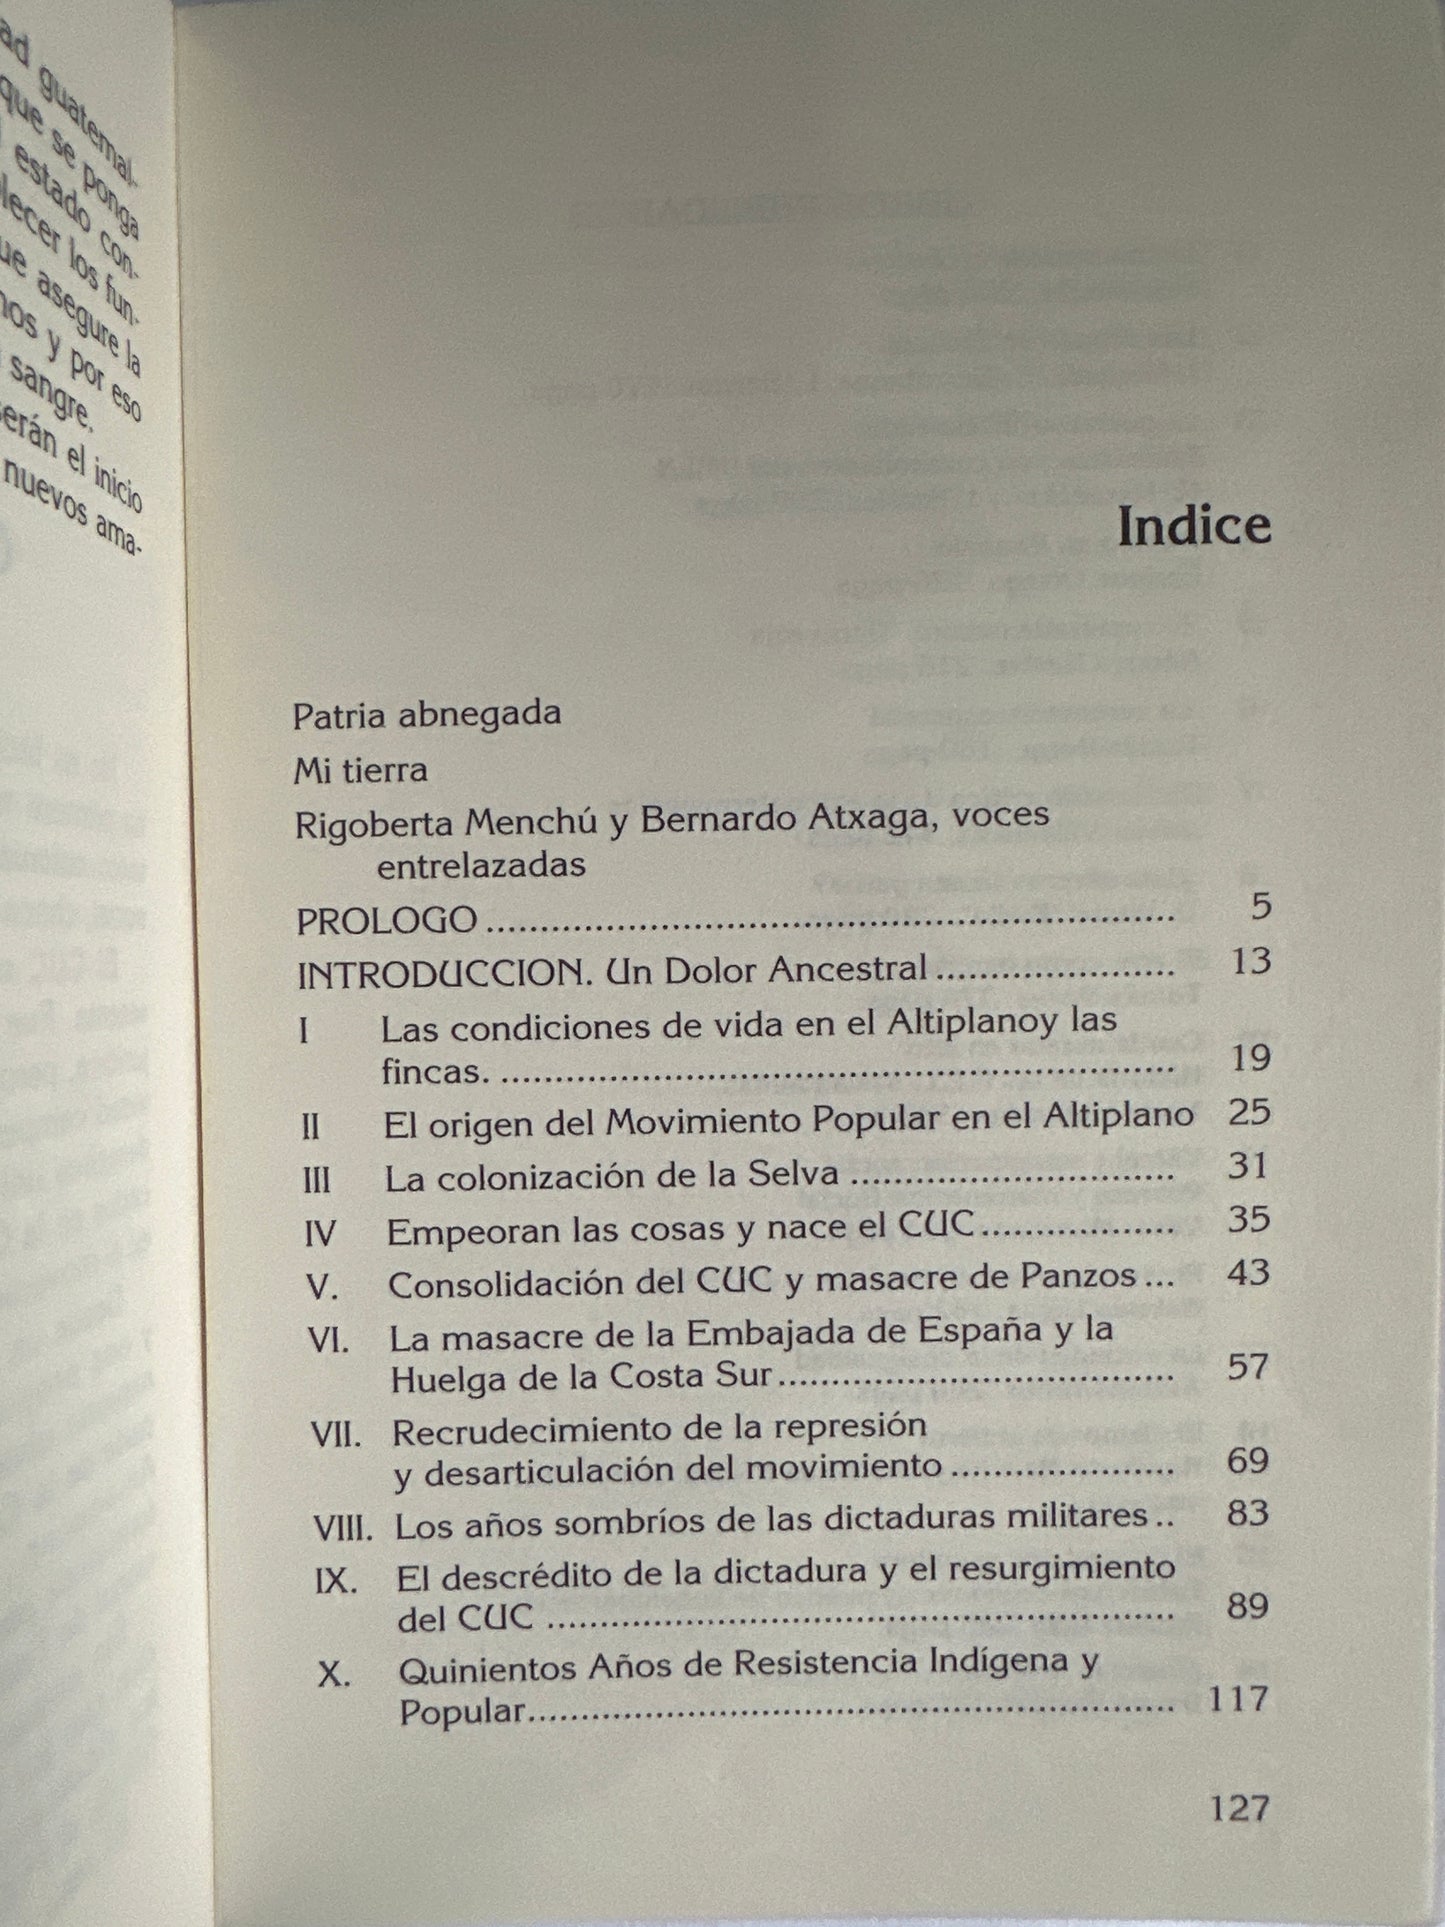 ad guatemal-
que se ponga
estado con-
lecer los fun-
ue asegure la
nos y por eso
sangre.
serán el inicio
nuevos ama-
Indice
Patria abnegada
Mi tierra
Rigoberta Menchú y Bernardo Atxaga, voces
entrelazadas
PROLOGO .......... 5
INTRODUCCION. Un Dolor Ancestral .......... 13
I Las condiciones de vida en el Altiplanoy las
fincas. .......... 19
II El origen del Movimiento Popular en el Altiplano 25
III La colonización de la Selva .......... 31
IV Empeoran las cosas y nace el CUC .......... 35
V. Consolidación del CUC y masacre de Panzos ... 43
VI. La masacre de la Embajada de España y la
Huelga de la Costa Sur .......... 57
VII. Recrudecimiento de la represión
y desarticulación del movimiento .......... 69
VIII. Los años sombríos de las dictaduras militares .. 83
IX. El descrédito de la dictadura y el resurgimiento
del CUC .......... 89
X. Quinientos Años de Resistencia Indígena y
Popular .......... 117
127